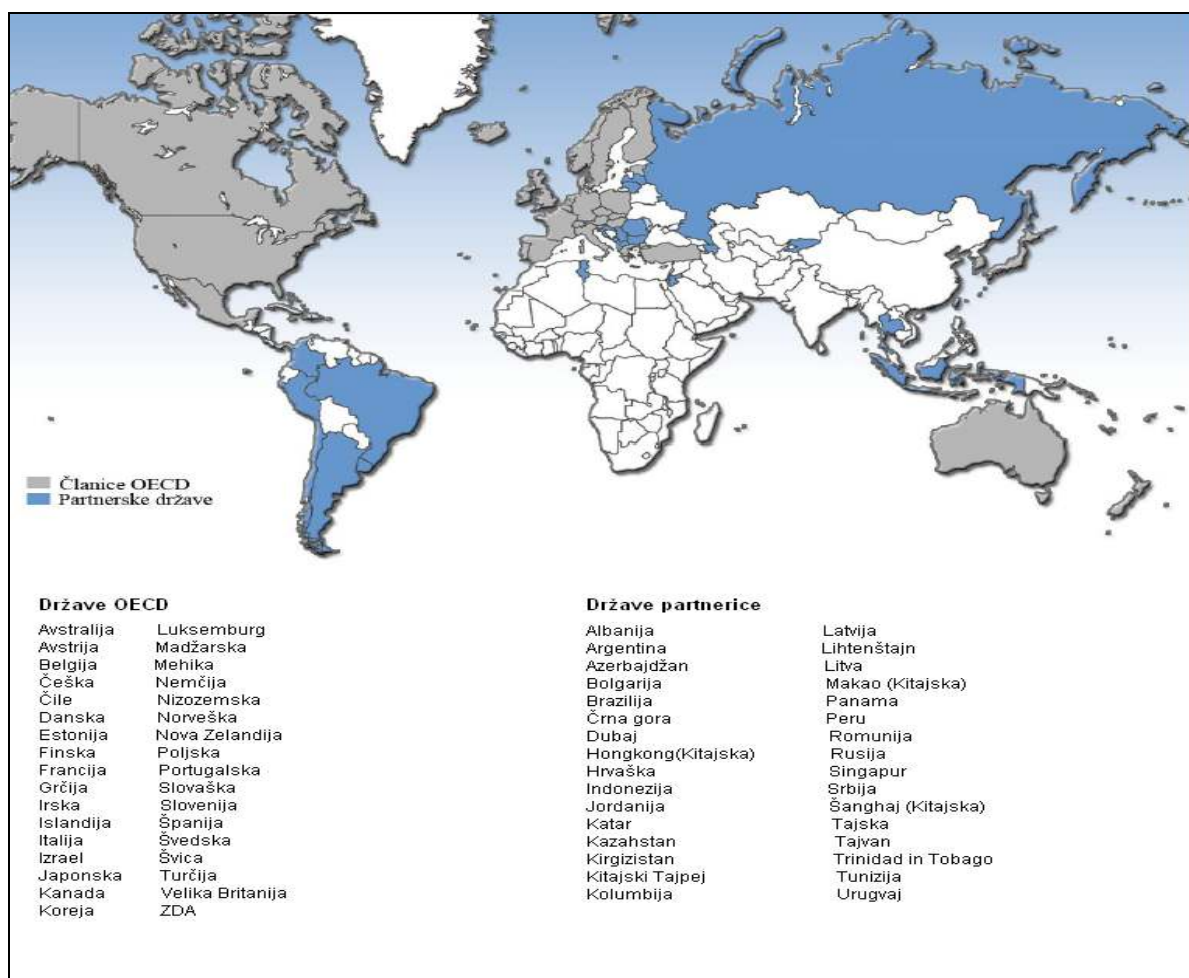 Članice OECD
Partnerske države
Države OECD
Avstralija
Avstrija
Belgija
Češka
Čile
Danska
Estonija
Finska
Francija
Grčija
Irska
Islandija
Italija
Izrael
Japonska
Kanada
Koreja
Luksemburg
Madžarska
Mehika
Nemčija
Nizozemska
Norveška
Nova Zelandija
Poljska
Portugalska
Slovaška
Slovenija
Španija
Švedska
Švica
Turčija
Velika Britanija
ZDA
Države partnerice
Albanija
Argentina
Azerbajdžan
Bolgarija
Brazilija
Črna gora
Dubaj
Hongkong(Kitajska)
Hrvaška
Indonezija
Jordanija
Katar
Kazahstan
Kirgizistan
Kitajski Tajpej
Kolumbija
Latvija
Lihtenštajn
Litva
Makao (Kitajska)
Panama
Peru
Romunija
Rusija
Singapur
Srbija
Šanghaj (Kitajska)
Tajska
Tajvan
Trinidad in Tobago
Tunizija
Urugvaj